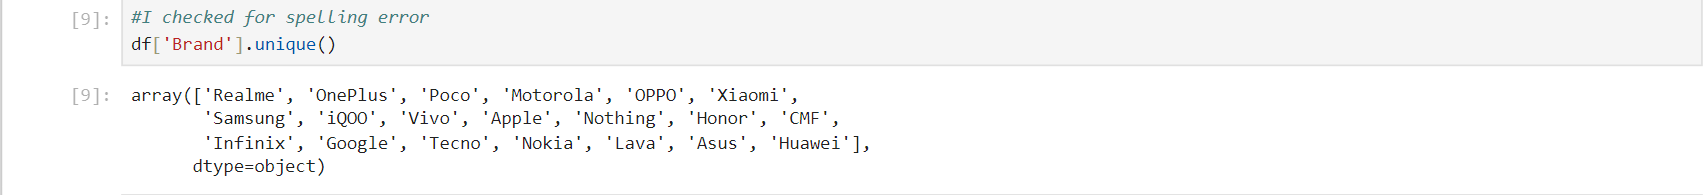 [9]: #I checked for spelling error
df['Brand'].unique()
[9]: array(['Realme', 'OnePlus', 'Poco', 'Motorola', 'OPPO', 'Xiaomi',
'Samsung', 'iQOO', 'Vivo', 'Apple', 'Nothing', 'Honor', 'CMF',
'Infinix', 'Google', 'Tecno', 'Nokia', 'Lava', 'Asus', 'Huawei'],
dtype=object)